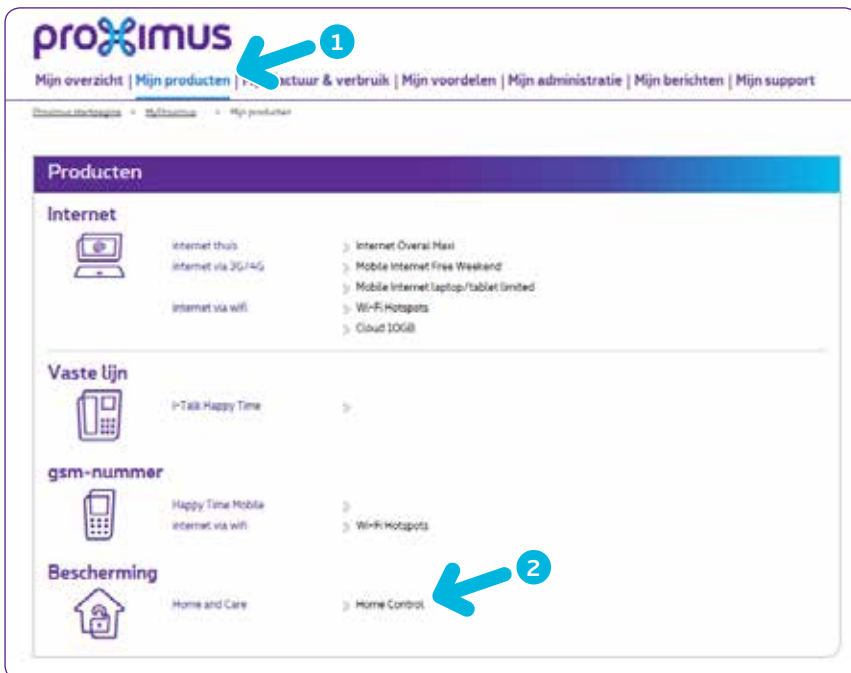 proximus
1
Mijn overzicht | Mijn producten | actuur & verbruik | Mijn voordelen | Mijn administratie | Mijn berichten | Mijn support
Proximus startpagina > MyProximus > Mijn producten
Producten
Internet
internet thuis > Internet Overal Maxi
internet via 3G/4G > Mobile Internet Free Weekend
> Mobile Internet laptop/tablet limited
internet via wifi > Wi-Fi Hotspots
> Cloud 10GB
Vaste lijn
I-Talk Happy Time >
gsm-nummer
Happy Time Mobile >
internet via wifi > Wi-Fi Hotspots
2
Bescherming
Home and Care > Home Control